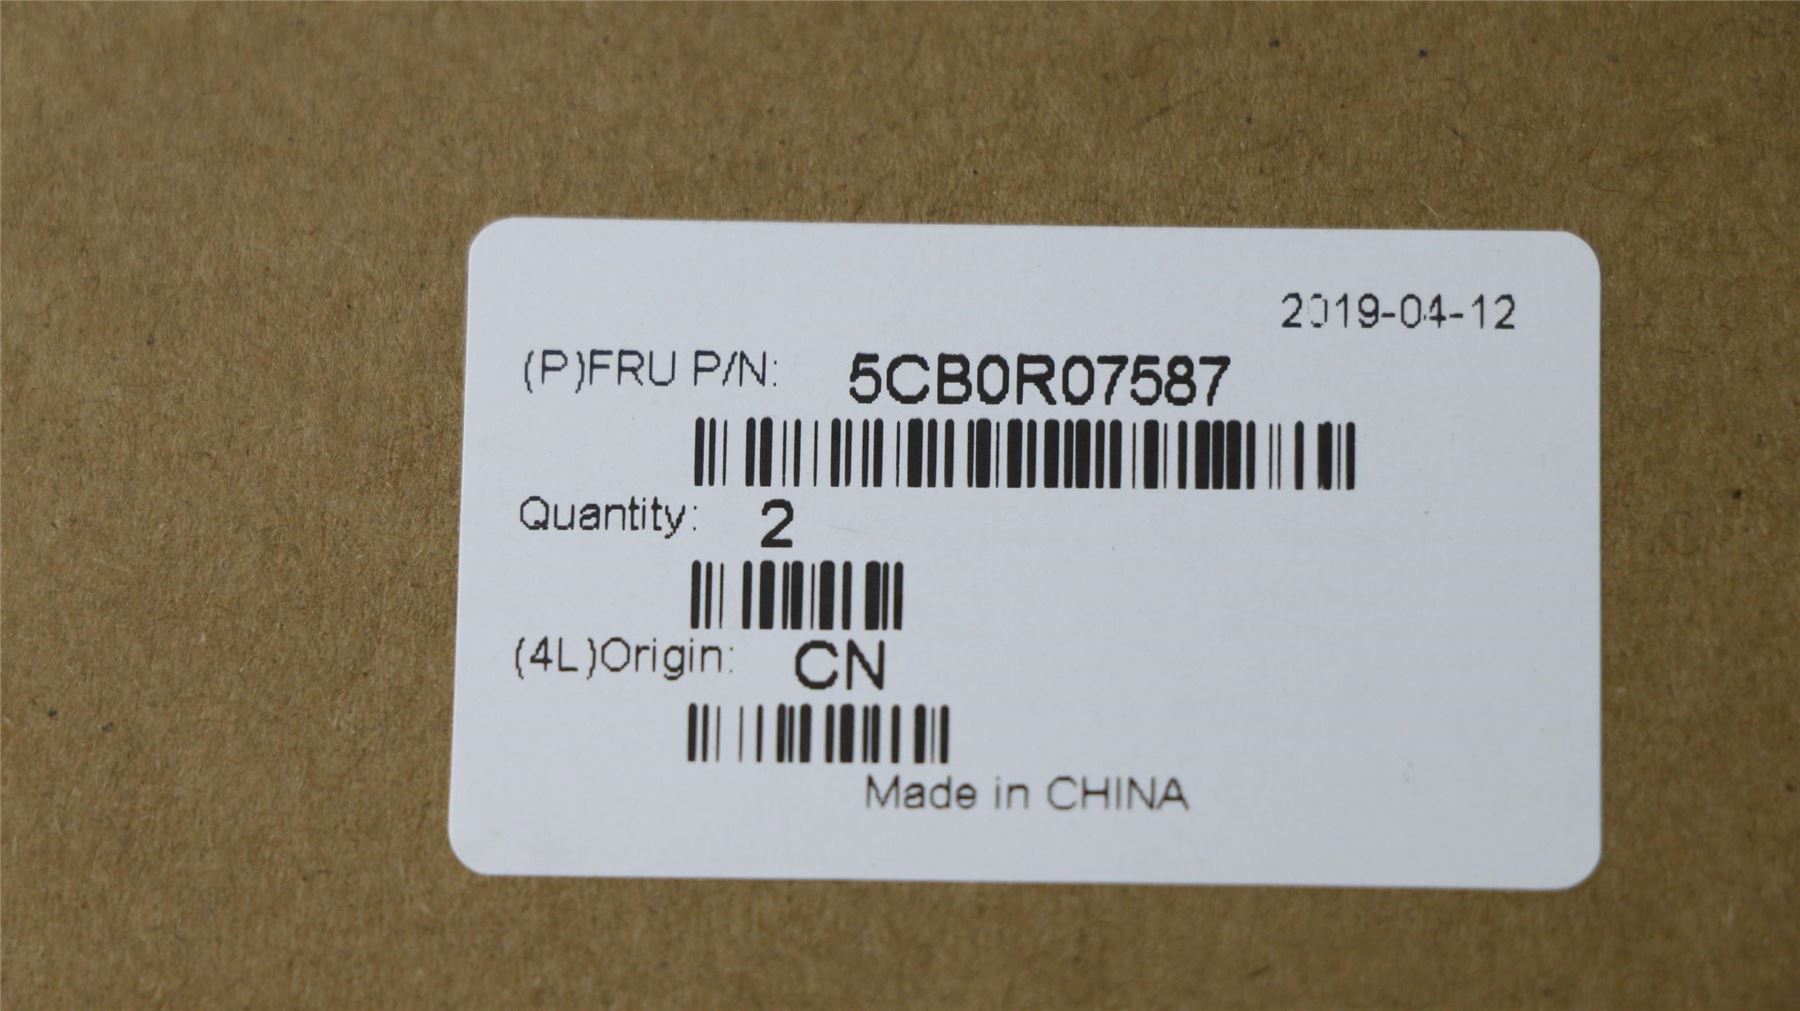 2019-04-12
(P)FRU P/N: 5CB0R07587
Quantity: 2
(4L)Origin: CN
Made in CHINA